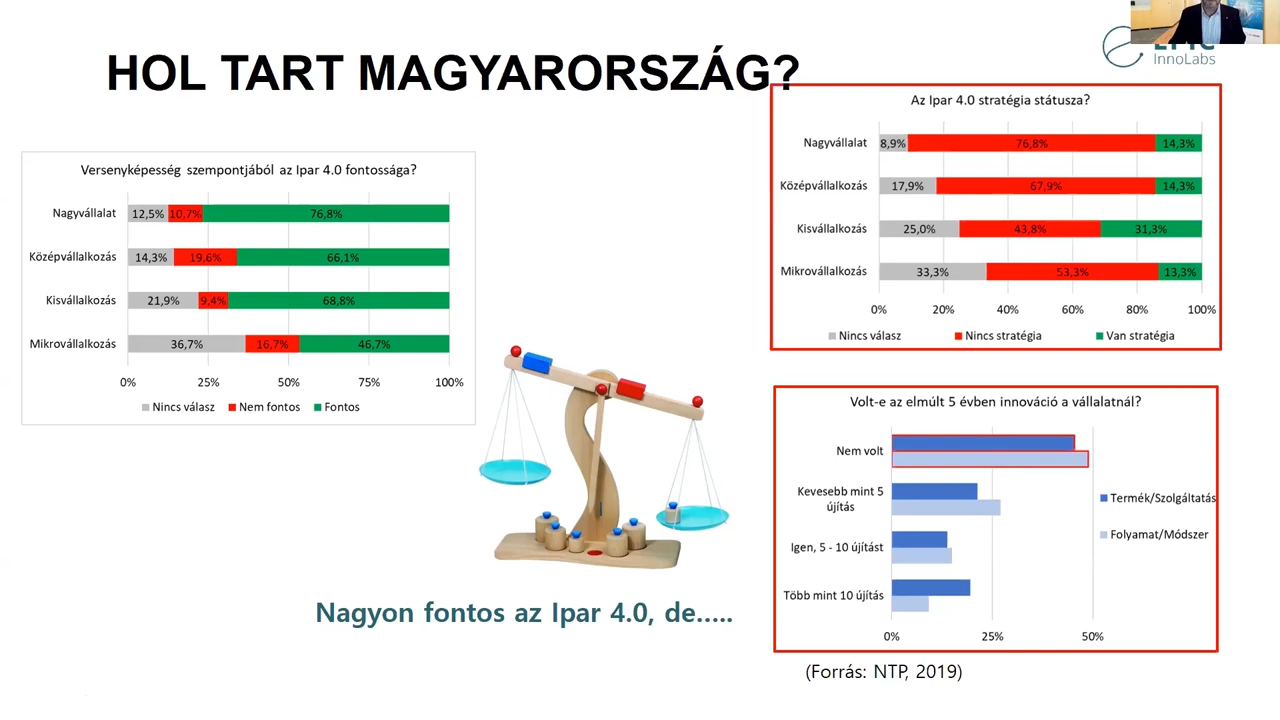 HOL TART MAGYARORSZÁG?
InnoLabs
Versenyképesség szempontjából az Ipar 4.0 fontossága?
Nagyvállalat 12,5% 10,7% 76,8%
Középvállalkozás 14,3% 19,6% 66,1%
Kisvállalkozás 21,9% 9,4% 68,8%
Mikrovállalkozás 36,7% 16,7% 46,7%
0% 25% 50% 75% 100%
Nincs válasz Nem fontos Fontos
Az Ipar 4.0 stratégia státusza?
Nagyvállalat 8,9% 76,8% 14,3%
Középvállalkozás 17,9% 67,9% 14,3%
Kisvállalkozás 25,0% 43,8% 31,3%
Mikrovállalkozás 33,3% 53,3% 13,3%
0% 20% 40% 60% 80% 100%
Nincs válasz Nincs stratégia Van stratégia
Volt-e az elmúlt 5 évben innováció a vállalatnál?
Nem volt
Kevesebb mint 5
újítás
Igen, 5 - 10 újítást
Több mint 10 újítás
0% 25% 50%
Termék/Szolgáltatás
Folyamat/Módszer
Nagyon fontos az Ipar 4.0, de.....
(Forrás: NTP, 2019)